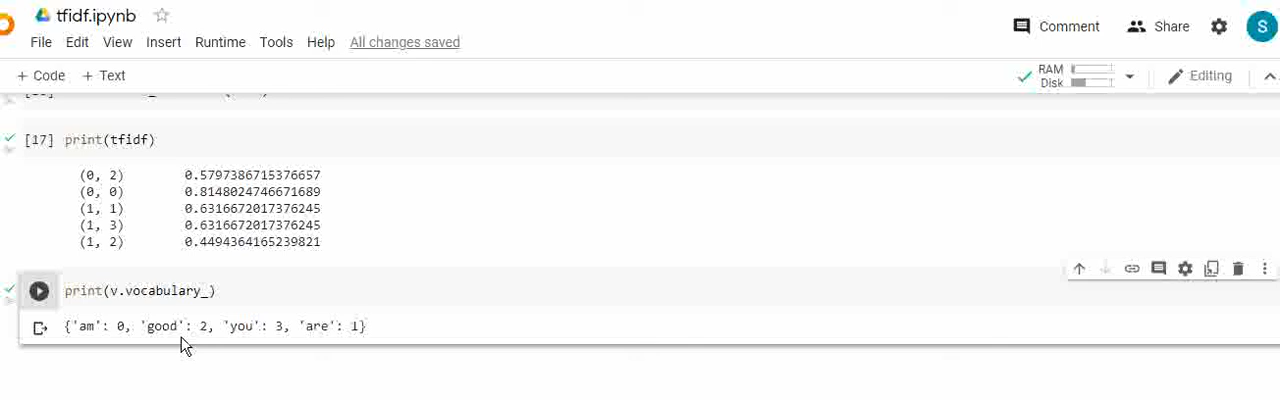 tfidf.ipynb
File Edit View Insert Runtime Tools Help All changes saved
Comment Share S
+ Code + Text
RAM
Disk
Editing
[17] print(tfidf)
(0, 2) 0.5797386715376657
(0, 0) 0.8148024746671689
(1, 1) 0.6316672017376245
(1, 3) 0.6316672017376245
(1, 2) 0.4494364165239821
print(v.vocabulary_)
{'am': 0, 'good': 2, 'you': 3, 'are': 1}